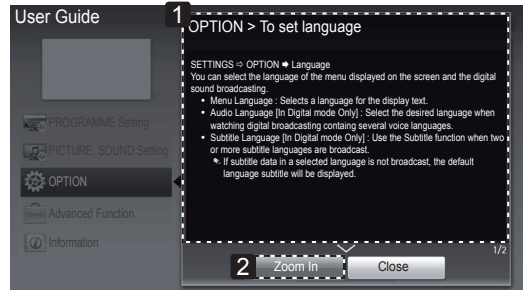 User Guide
1
OPTION > To set language
SETTINGS ⇨ OPTION ➡ Language
You can select the language of the menu displayed on the screen and the digital
sound broadcasting.
• Menu Language : Selects a language for the display text.
• Audio Language [In Digital mode Only] : Select the desired language when
watching digital broadcasting containg several voice languages.
• Subtitle Language [In Digital mode Only] : Use the Subtitle function when two
or more subtitle languages are broadcast.
If subtitle data in a selected language is not broadcast, the default
language subtitle will be displayed.
PROGRAMME Setting
PICTURE, SOUND Setting
OPTION
Advanced Function
Information
1/2
2
Zoom In
Close